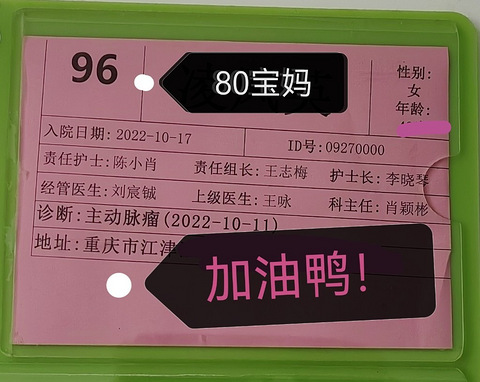 96
80宝妈
性别:
女
年龄:
入院日期: 2022-10-17 ID号:09270000
责任护士: 陈小肖 责任组长: 王志梅 护士长: 李晓琴
经管医生: 刘宸铖 上级医生: 王咏 科主任: 肖颖彬
诊断: 主动脉瘤(2022-10-11)
地址: 重庆市江津
加油鸭!